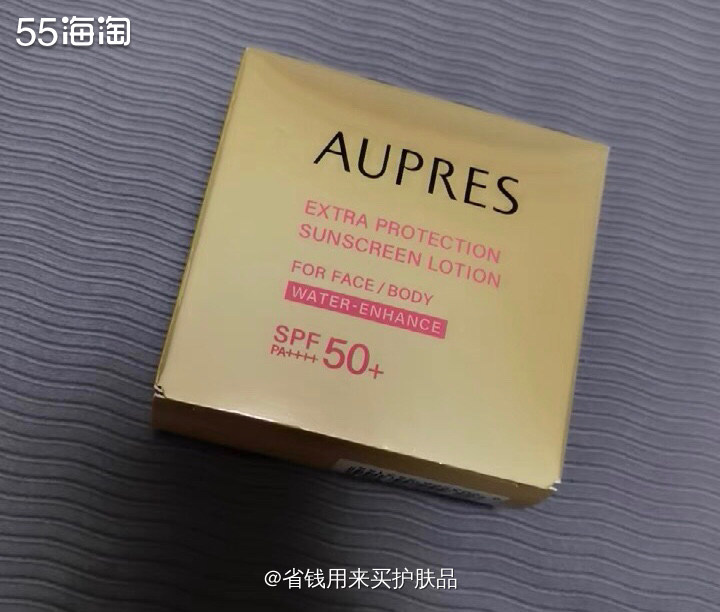 55海淘
AUPRES
EXTRA PROTECTION
SUNSCREEN LOTION
FOR FACE/BODY
WATER-ENHANCE
SPF 50+
PA++++
@省钱用来买护肤品